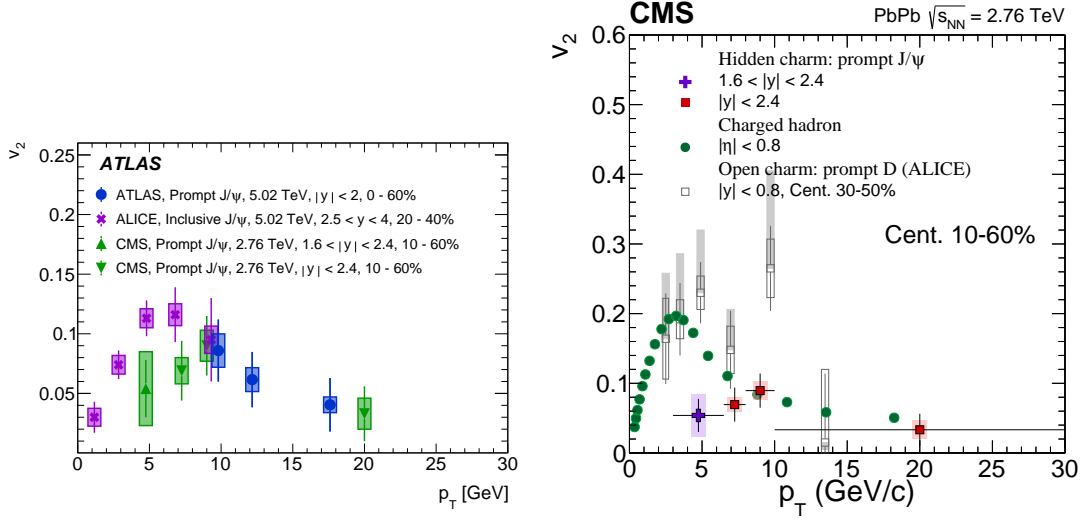 ATLAS
ATLAS, Prompt J/ψ, 5.02 TeV, |y| < 2, 0 - 60%
ALICE, Inclusive J/ψ, 5.02 TeV, 2.5 < y < 4, 20 - 40%
CMS, Prompt J/ψ, 2.76 TeV, 1.6 < |y| < 2.4, 10 - 60%
CMS, Prompt J/ψ, 2.76 TeV, |y| < 2.4, 10 - 60%
v₂
0.25
0.2
0.15
0.1
0.05
0 5 10 15 20 25 30
p_T [GeV]
CMS
PbPb √s_NN = 2.76 TeV
v₂
0.6
0.5
0.4
0.3
0.2
0.1
0
Hidden charm: prompt J/ψ
1.6 < |y| < 2.4
|y| < 2.4
Charged hadron
|η| < 0.8
Open charm: prompt D (ALICE)
|y| < 0.8, Cent. 30-50%
Cent. 10-60%
0 5 10 15 20 25 30
p_T (GeV/c)